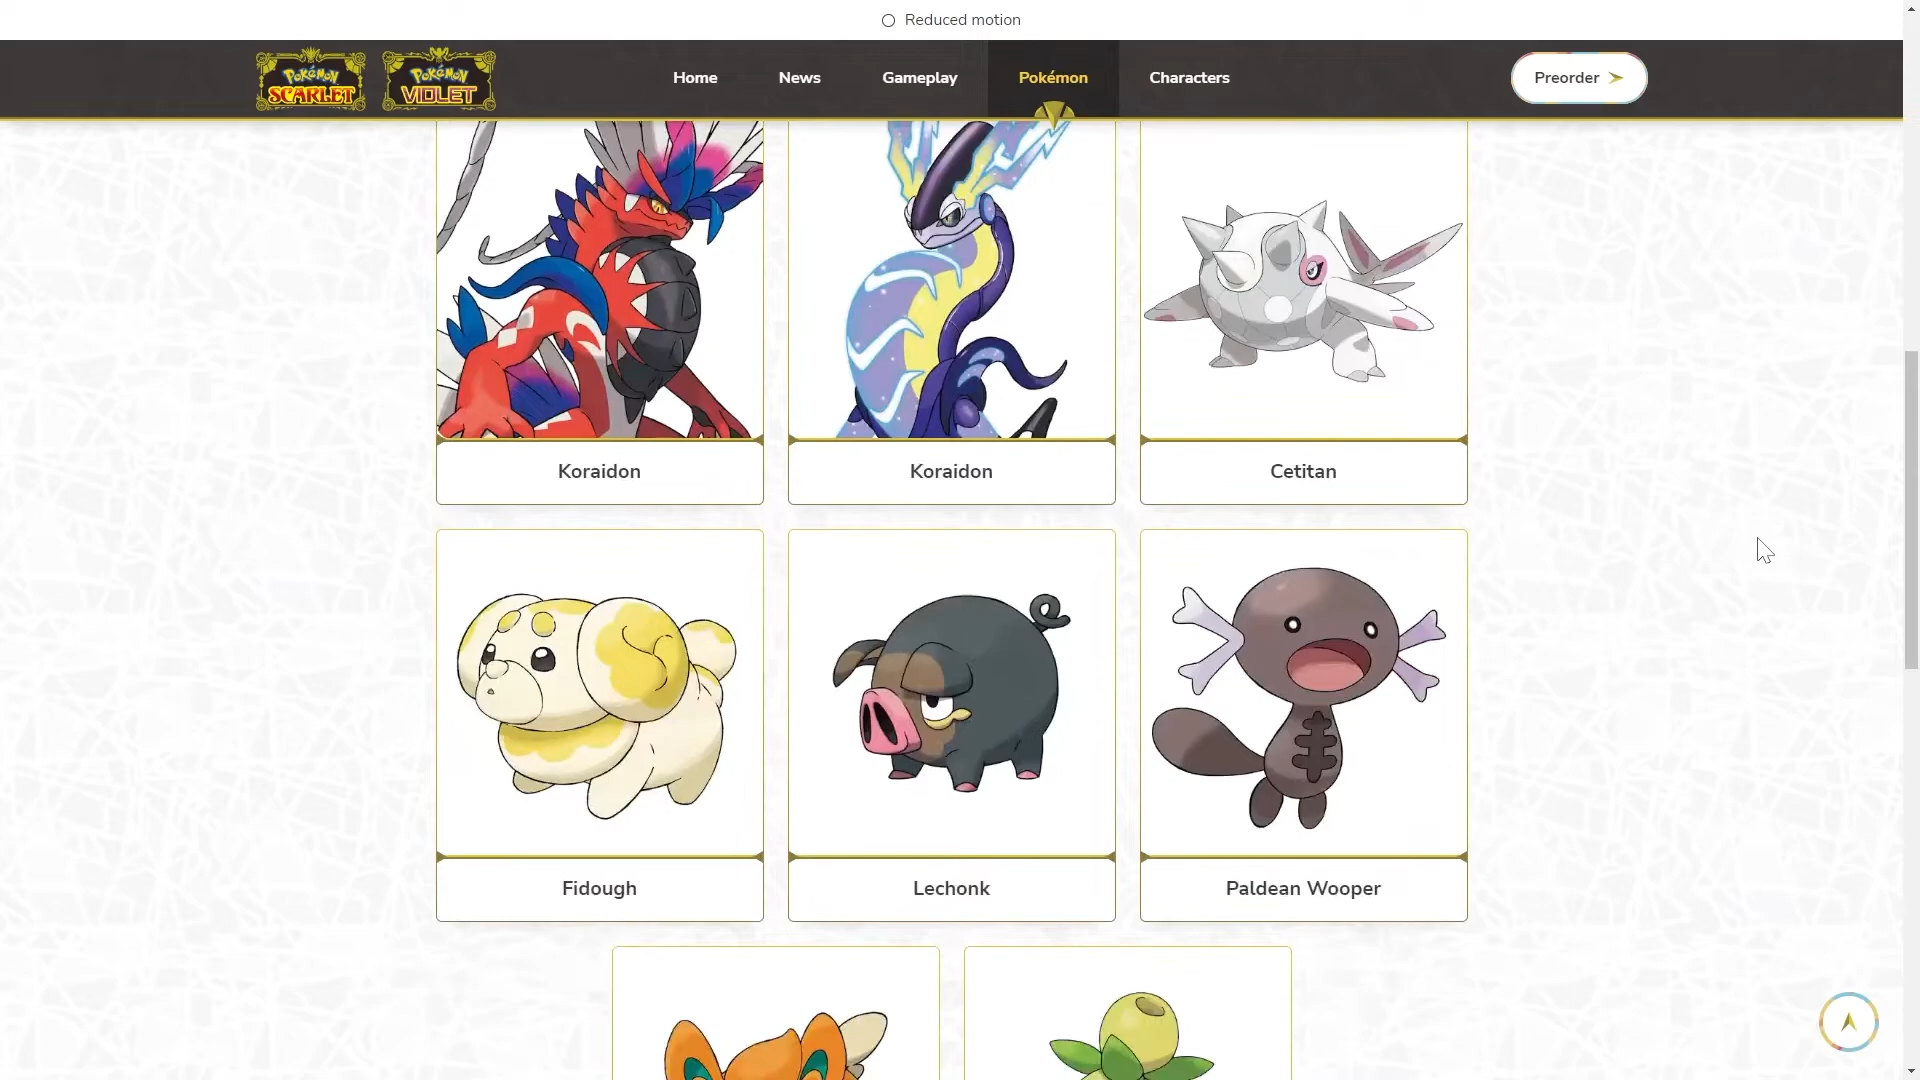 Reduced motion
POKéMON
SCARLET
POKéMON
VIOLET
Home
News
Gameplay
Pokémon
Characters
Preorder
Koraidon
Koraidon
Cetitan
Fidough
Lechonk
Paldean Wooper